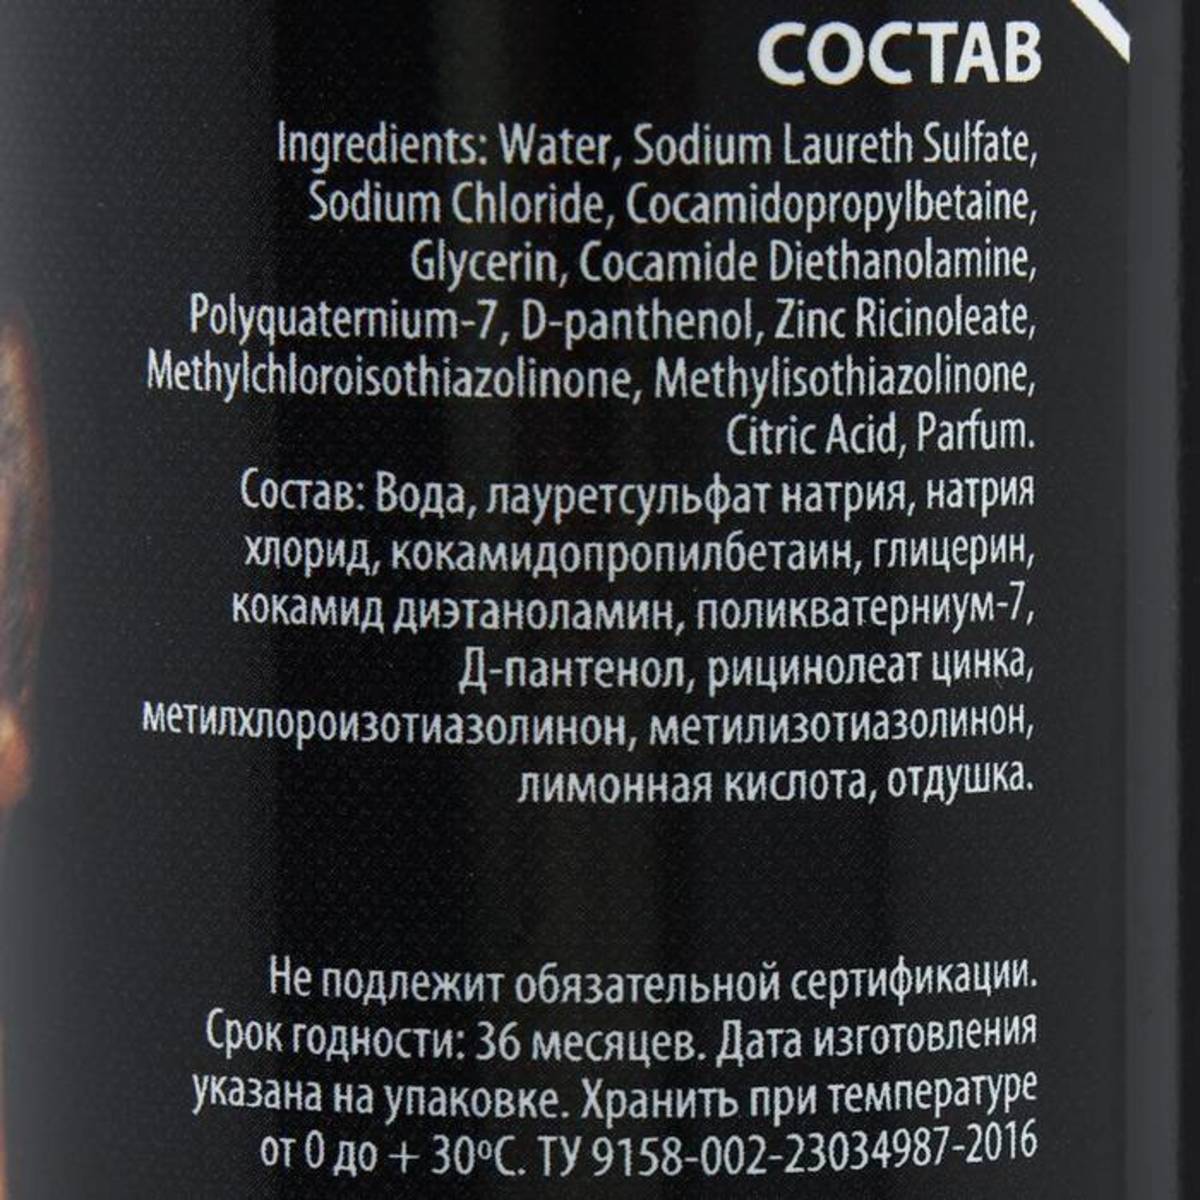 СОСТАВ
Ingredients: Water, Sodium Laureth Sulfate,
Sodium Chloride, Cocamidopropylbetaine,
Glycerin, Cocamide Diethanolamine,
Polyquaternium-7, D-panthenol, Zinc Ricinoleate,
Methylchloroisothiazolinone, Methylisothiazolinone,
Citric Acid, Parfum.
Состав: Вода, лауретсульфат натрия, натрия
хлорид, кокамидопропилбетаин, глицерин,
кокамид диэтаноламин, поликватерниум-7,
Д-пантенол, рицинолеат цинка,
метилхлороизотиазолинон, метилизотиазолинон,
лимонная кислота, отдушка.
Не подлежит обязательной сертификации.
Срок годности: 36 месяцев. Дата изготовления
указана на упаковке. Хранить при температуре
от 0 до + 30ºС. ТУ 9158-002-23034987-2016